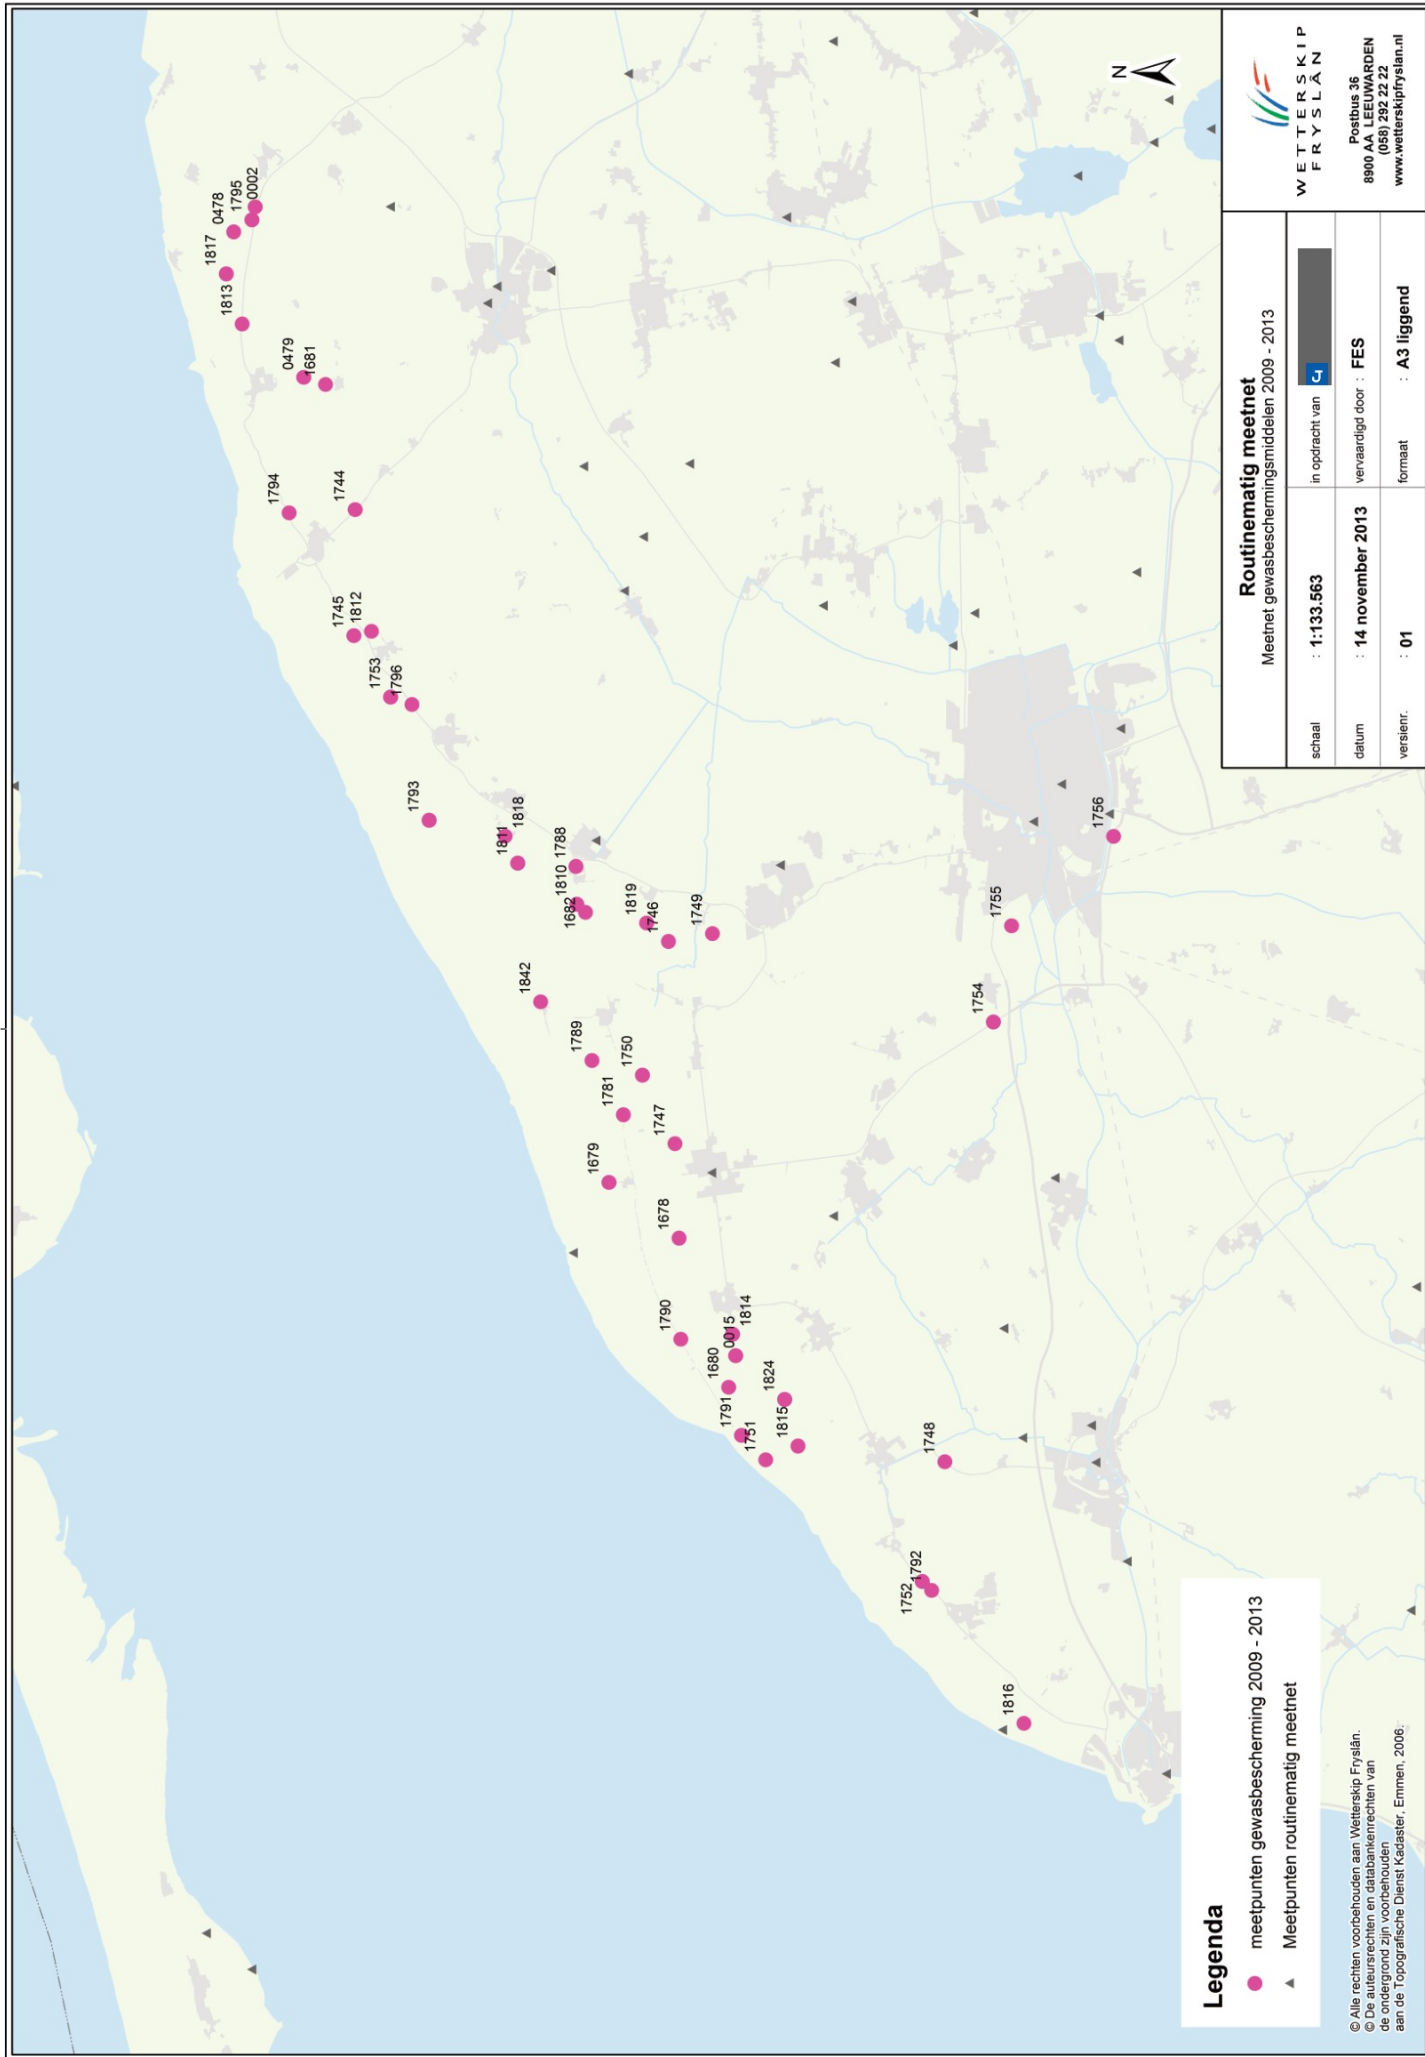 1817
0478
1795
0002
1813
0479
1681
1794
1744
1745
1812
1753
1796
1793
1811
1818
1810
1788
1682
1819
1746
1749
1842
1789
1750
1781
1747
1679
1678
1755
1756
1754
1790
0015
1814
1680
1791
1751
1824
1815
1748
1752
1792
1816
N
Legenda
meetpunten gewasbescherming 2009 - 2013
Meetpunten routinematig meetnet
© Alle rechten voorbehouden aan Wetterskip Fryslân.
© De auteursrechten en databankenrechten van
de ondergrond zijn voorbehouden
aan de Topografische Dienst Kadaster, Emmen, 2006.
Routinematig meetnet
Meetnet gewasbeschermingsmiddelen 2009 - 2013
schaal : 1:133.563 in opdracht van
datum : 14 november 2013 vervaardigd door : FES
versienr. : 01 formaat : A3 liggend
WETTERSKIP
FRYSLÂN
Postbus 36
8900 AA LEEUWARDEN
(058) 292 22 22
www.wetterskipfryslan.nl